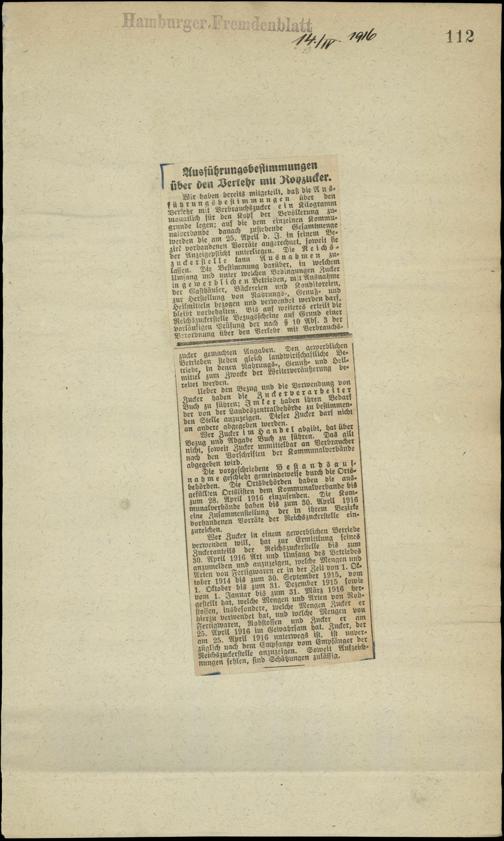 Hamburger Fremdenblatt
14./IV 1916
112
Ausführungsbestimmungen
über den Verkehr mit Rohzucker.
Wir haben bereits mitgeteilt, daß die Aus-
führungsbestimmungen über den
Verkehr mit Verbrauchszucker ein Kilogramm
monatlich für den Kopf der Bevölkerung zu-
grunde legen; auf die dem einzelnen Kommu-
nalverbande danach zustehende Gesamtmenge
werden die am 25. April d. J. in seinem Be-
zirk vorhandenen Vorräte angerechnet, soweit sie
der Anzeigepflicht unterliegen. Die Reichs-
zuckerstelle kann Ausnahmen zu-
lassen. Die Bestimmung darüber, in welchem
Umfang und unter welchen Bedingungen Zucker
in gewerblichen Betrieben, mit Ausnahme
der Gasthäuser, Bäckereien und Konditoreien,
zur Herstellung von Nahrungs-, Genuß- und
Heilmitteln bezogen und verwendet werden darf,
bleibt vorbehalten. Bis auf weiteres erteilt die
Reichszuckerstelle Bezugsscheine auf Grund einer
vorläufigen Prüfung der nach § 10 Abs. 3 der
Verordnung über den Verkehr mit Verbrauchs-
zucker gemachten Angaben. Den gewerblichen
Betrieben stehen gleich landwirtschaftliche Be-
triebe, in denen Nahrungs-, Genuß- und Heil-
mittel zum Zwecke der Weiterveräußerung be-
reitet werden.
Ueber den Bezug und die Verwendung von
Zucker haben die Zuckerverarbeiter
Buch zu führen; Imker haben ihren Bedarf
der von der Landeszentralbehörde zu bestimmen-
den Stelle anzuzeigen. Dieser Zucker darf nicht
an andere abgegeben werden.
Wer Zucker im Handel abgibt, hat über
Bezug und Abgabe Buch zu führen. Das gilt
nicht, soweit Zucker unmittelbar an Verbraucher
nach den Vorschriften der Kommunalverbände
abgegeben wird.
Die vorgeschriebene Bestandsauf-
nahme geschieht gemeindeweise durch die Orts-
behörden. Die Ortsbehörden haben die aus-
gefüllten Ortslisten dem Kommunalverbande bis
zum 28. April 1916 einzusenden. Die Kom-
munalverbände haben bis zum 30. April 1916
eine Zusammenstellung der in ihrem Bezirke
vorhandenen Vorräte der Reichszuckerstelle ein-
zureichen.
Wer Zucker in einem gewerblichen Betriebe
verwenden will, hat zur Ermittlung seines
Zuckeranteils der Reichszuckerstelle bis zum
30. April 1916 Art und Umfang des Betriebes
anzumelden und anzuzeigen, welche Mengen und
Arten von Fertigwaren er in der Zeit von 1. Ok-
tober 1914 bis zum 30. September 1915, vom
1. Oktober bis zum 31. Dezember 1915 sowie
vom 1. Januar bis zum 31. März 1916 her-
gestellt hat, welche Mengen und Arten von Roh-
stoffen, insbesondere, welche Mengen Zucker er
hierzu verwendet hat, und welche Mengen von
Fertigwaren, Rohstoffen und Zucker er am
25. April 1916 im Gewahrsam hat. Zucker, der
am 25. April 1916 unterwegs ist, ist unver-
züglich nach dem Empfange vom Empfänger der
Reichszuckerstelle anzuzeigen. Soweit Aufzeich-
nungen fehlen, sind Schätzungen zulässig.